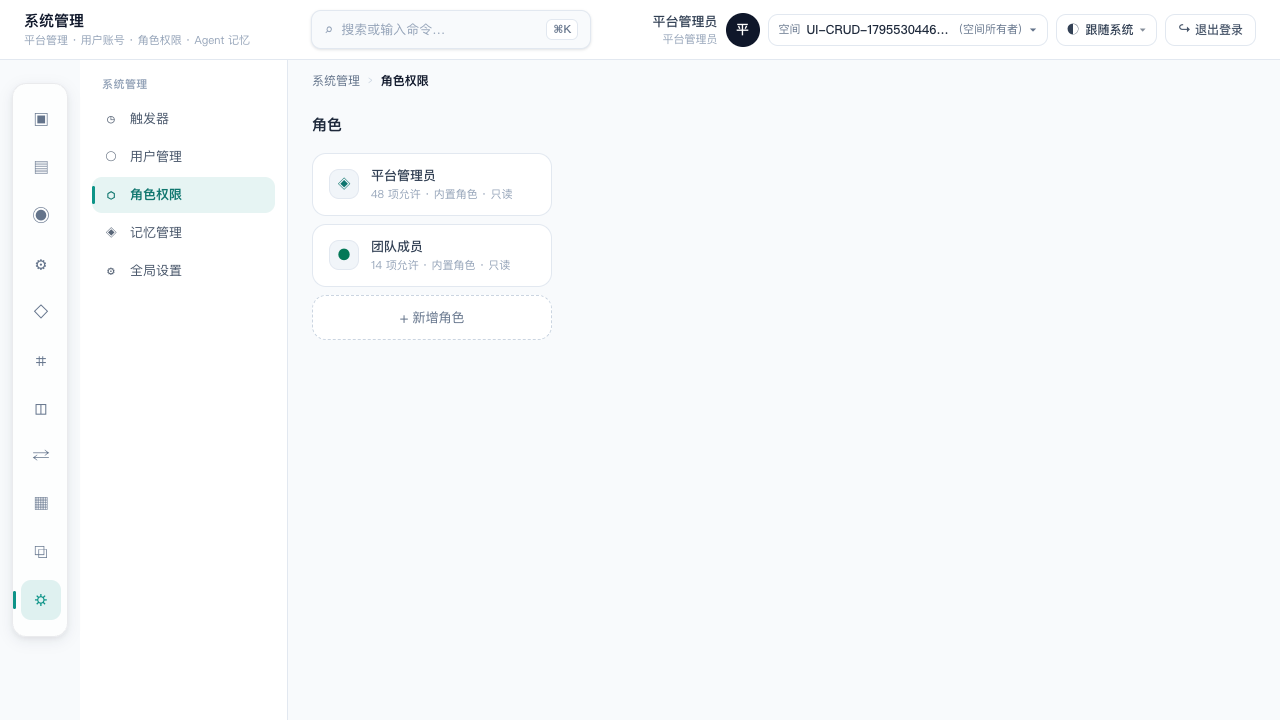 系统管理
平台管理 · 用户账号 · 角色权限 · Agent 记忆
搜索或输入命令…
⌘K
平台管理员
平台管理员
平
空间 UI-CRUD-1795530446… (空间所有者)
跟随系统
退出登录
系统管理
触发器
用户管理
角色权限
记忆管理
全局设置
系统管理 › 角色权限
角色
平台管理员
48 项允许 · 内置角色 · 只读
团队成员
14 项允许 · 内置角色 · 只读
+ 新增角色